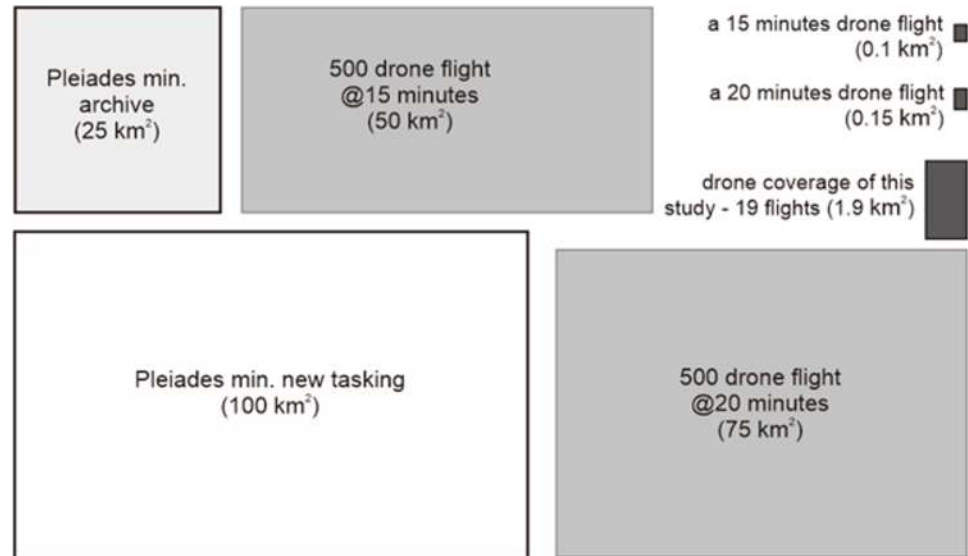 Pleiades min.
archive
(25 km²)
500 drone flight
@15 minutes
(50 km²)
a 15 minutes drone flight
(0.1 km²)
a 20 minutes drone flight
(0.15 km²)
drone coverage of this
study - 19 flights (1.9 km²)
Pleiades min. new tasking
(100 km²)
500 drone flight
@20 minutes
(75 km²)